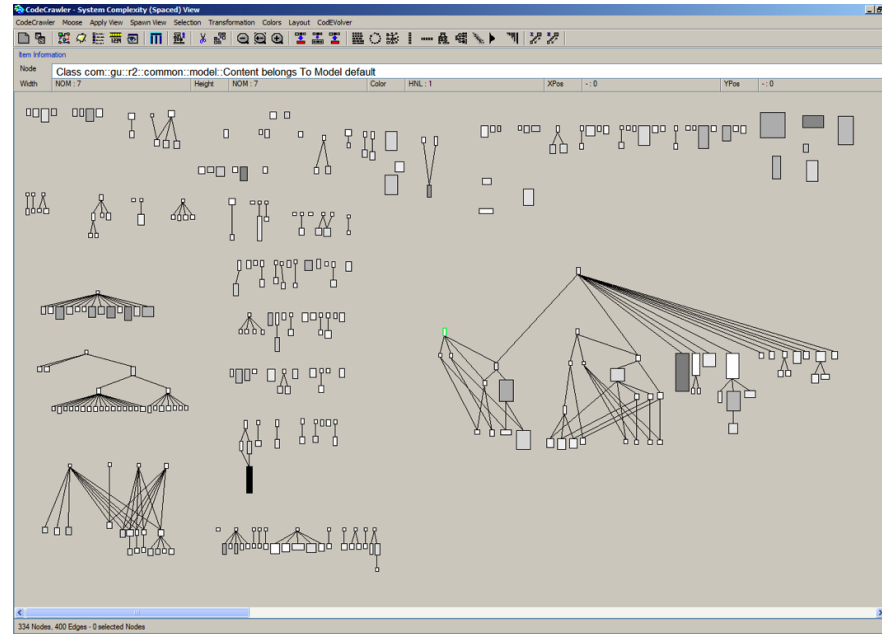 CodeCrawler - System Complexity (Spaced) View
CodeCrawler Moose Apply View Spawn View Selection Transformation Colors Layout CodEVolver
Item Information
Node Class com::gu::r2::common::model::Content belongs To Model default
Width NOM : 7 Height NOM : 7 Color HNL : 1 XPos - : 0 YPos - : 0
334 Nodes, 400 Edges - 0 selected Nodes